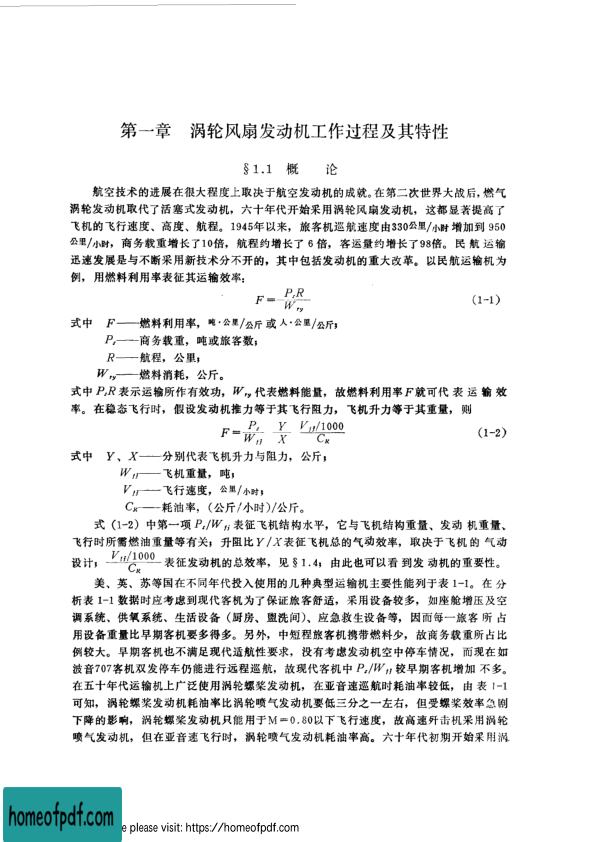 第一章　涡轮风扇发动机工作过程及其特性
§1.1　概　论
航空技术的进展在很大程度上取决于航空发动机的成就。在第二次世界大战后，燃气
涡轮发动机取代了活塞式发动机，六十年代开始采用涡轮风扇发动机，这都显著提高了
飞机的飞行速度、高度、航程。1945年以来，旅客机巡航速度由330公里/小时增加到 950
公里/小时，商务载重增长了10倍，航程约增长了 6 倍，客运量约增长了98倍。民 航 运输
迅速发展是与不断采用新技术分不开的，其中包括发动机的重大改革。以民航运输机为
例，用燃料利用率表征其运输效率：
F = PₛR / W_ry　(1-1)
式中　F——燃料利用率，吨·公里/公斤 或 人·公里/公斤；
Pₛ——商务载重，吨或旅客数；
R——航程，公里；
W_ry——燃料消耗，公斤。
式中 PₛR 表示运输所作有效功，W_ry 代表燃料能量，故燃料利用率F就可代 表 运 输 效
率。在稳态飞行时，假设发动机推力等于其飞行阻力，飞机升力等于其重量，则
F = Pₛ/W_fj Y/X (V_fj/1000)/C_K　(1-2)
式中　Y、X——分别代表飞机升力与阻力，公斤；
W_fj——飞机重量，吨；
V_fj——飞行速度，公里/小时；
C_K——耗油率，(公斤/小时)/公斤。
式 (1-2) 中第一项 Pₛ/W_fj 表征飞机结构水平，它与飞机结构重量、发动 机重量、
飞行时所需燃油重量等有关；升阻比Y/X表征飞机总的气动效率，取决于飞机的 气动
设计；(V_fj/1000)/C_K 表征发动机的总效率，见 §1.4；由此也可以看 到发 动机的重要性。
美、英、苏等国在不同年代投入使用的几种典型运输机主要性能列于表 1-1。在 分
析表 1-1 数据时应考虑到现代客机为了保证旅客舒适，采用设备较多，如座舱增压及空
调系统、供氧系统、生活设备（厨房、盥洗间）、应急救生设备等，因而每一旅客 所 占
用设备重量比早期客机要多得多。另外，中短程旅客机携带燃料少，故商务载重所占比
例较大。早期客机也不满足现代适航性要求，没有考虑发动机空中停车情况，而现在如
波音707客机双发停车仍能进行远程巡航，故现代客机中 Pₛ/W_fj 较早期客机增加 不多。
在五十年代运输机上广泛使用涡轮螺桨发动机，在亚音速巡航时耗油率较低，由 表 1-1
可知，涡轮螺桨发动机耗油率比涡轮喷气发动机要低三分之一左右，但受螺桨效率急剧
下降的影响，涡轮螺桨发动机只能用于M＝0.80以下飞行速度，故高速歼击机采用涡轮
喷气发动机，但在亚音速飞行时，涡轮喷气发动机耗油率高。六十年代初期开始采用涡
homeofpdf.com
e please visit: https://homeofpdf.com